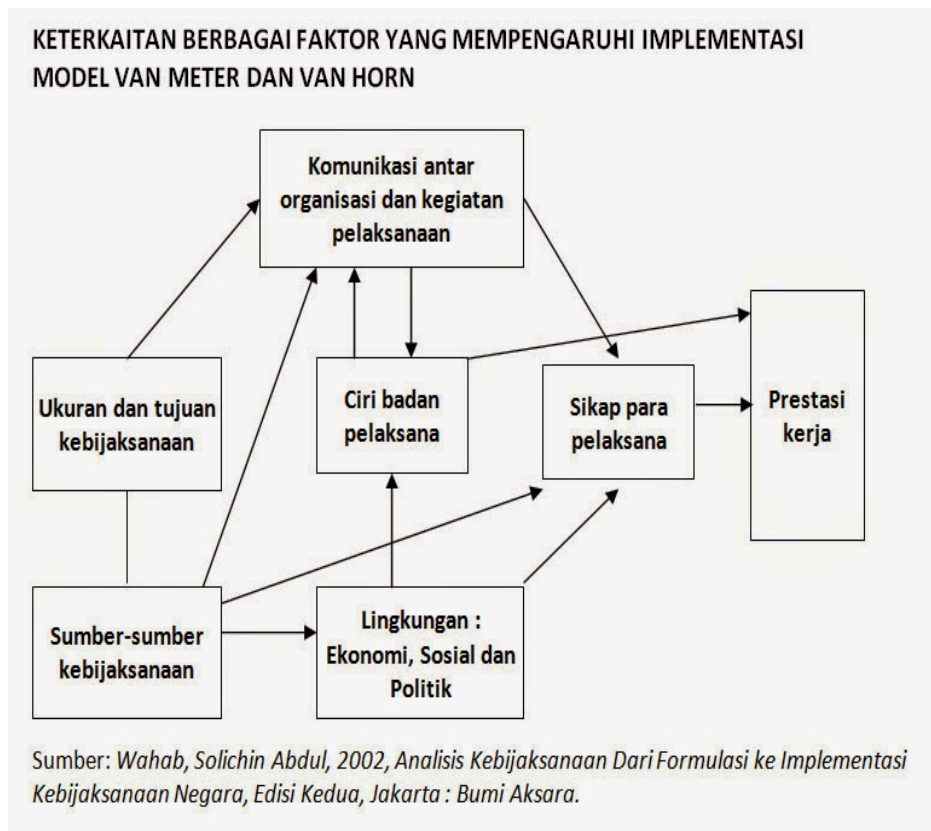 KETERKAITAN BERBAGAI FAKTOR YANG MEMPENGARUHI IMPLEMENTASI
MODEL VAN METER DAN VAN HORN
Komunikasi antar
organisasi dan kegiatan
pelaksanaan
Ukuran dan tujuan
kebijaksanaan
Ciri badan
pelaksana
Sikap para
pelaksana
Prestasi
kerja
Sumber-sumber
kebijaksanaan
Lingkungan :
Ekonomi, Sosial dan
Politik
Sumber: Wahab, Solichin Abdul, 2002, Analisis Kebijaksanaan Dari Formulasi ke Implementasi
Kebijaksanaan Negara, Edisi Kedua, Jakarta : Bumi Aksara.